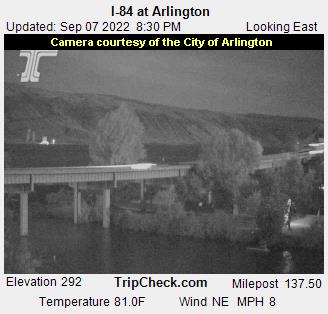 I-84 at Arlington
Updated: Sep 07 2022 8:30 PM Looking East
Camera courtesy of the City of Arlington
Elevation 292 TripCheck.com Milepost 137.50
Temperature 81.0F Wind NE MPH 8